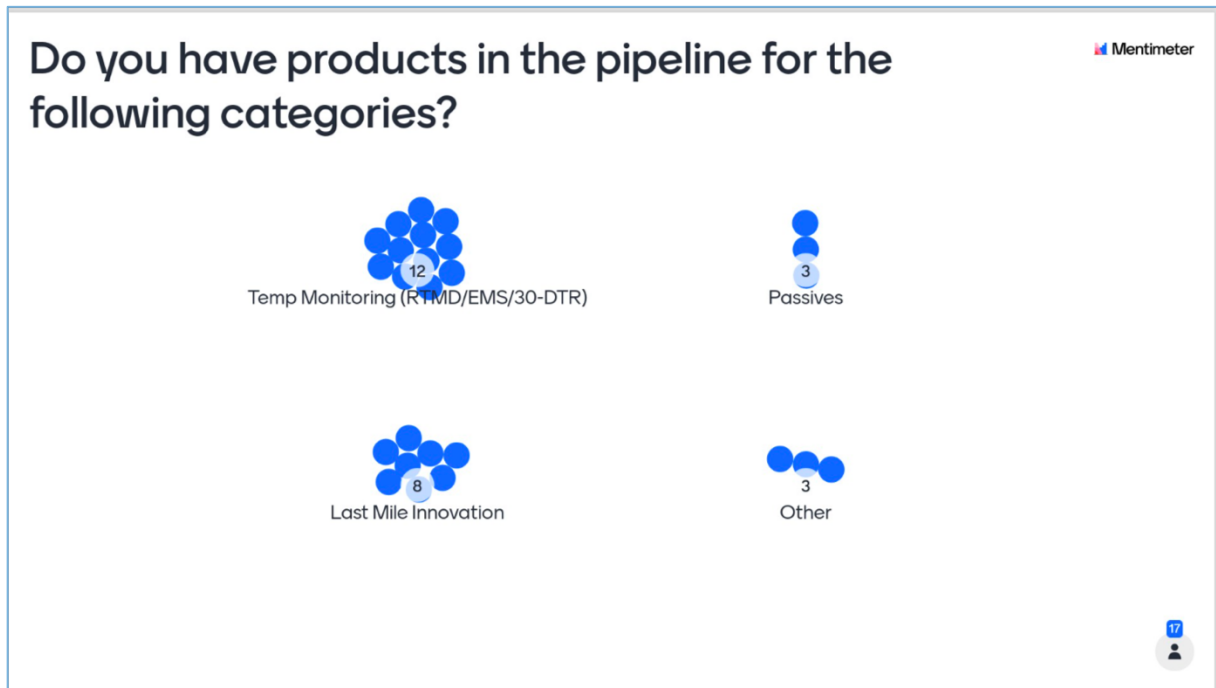 Do you have products in the pipeline for the
following categories?
Mentimeter
12
Temp Monitoring (RTMD/EMS/30-DTR)
3
Passives
8
Last Mile Innovation
3
Other
17